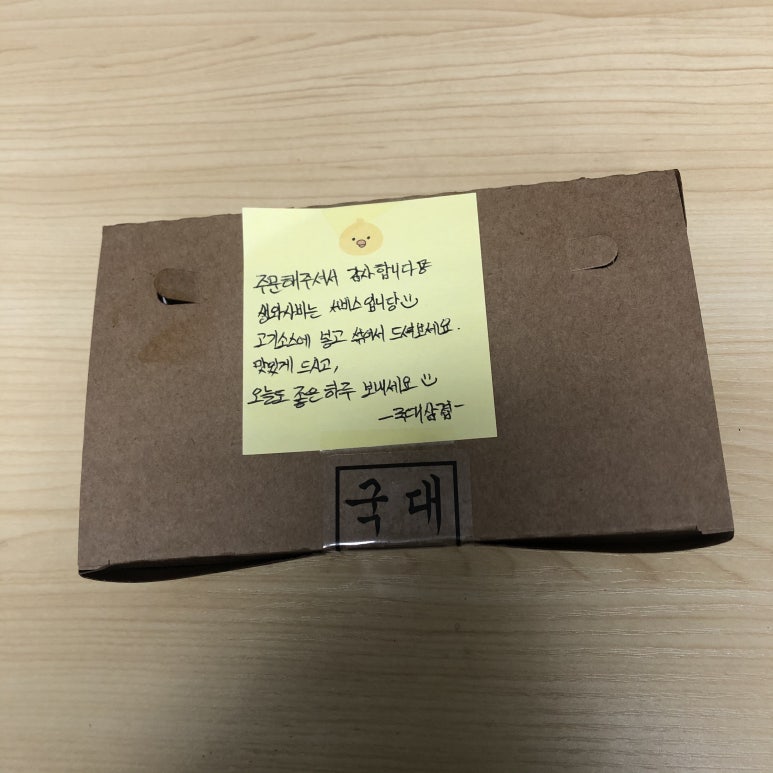 주문해주셔서 감사합니다
생와사비는 서비스입니당
고기소스에 넣고 섞어서 드셔보세요.
맛있게 드시고,
오늘도 좋은 하루 보내세요
-국대삼겹-
국대